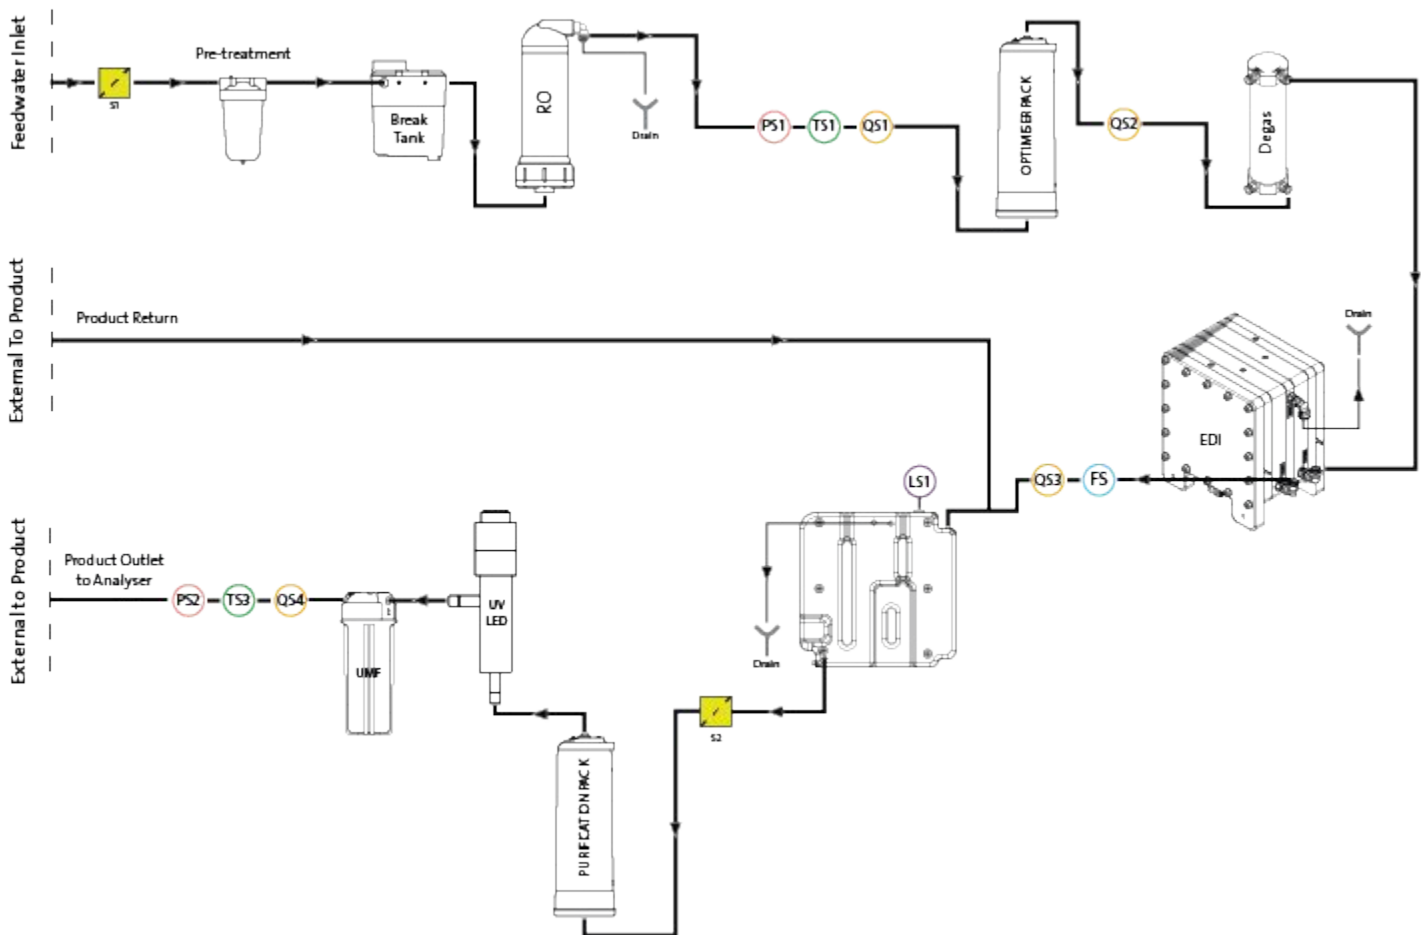 Feedwater Inlet
S1
Pre-treatment
Break
Tank
RO
Drain
PS1
TS1
QS1
OPTIMISER PACK
QS2
Degas
External To Product
Product Return
Drain
EDI
LS1
QS3
FS
External to Product
Product Outlet
to Analyser
PS2
TS3
QS4
UMF
UV
LED
Drain
S2
PURIFICATION PACK